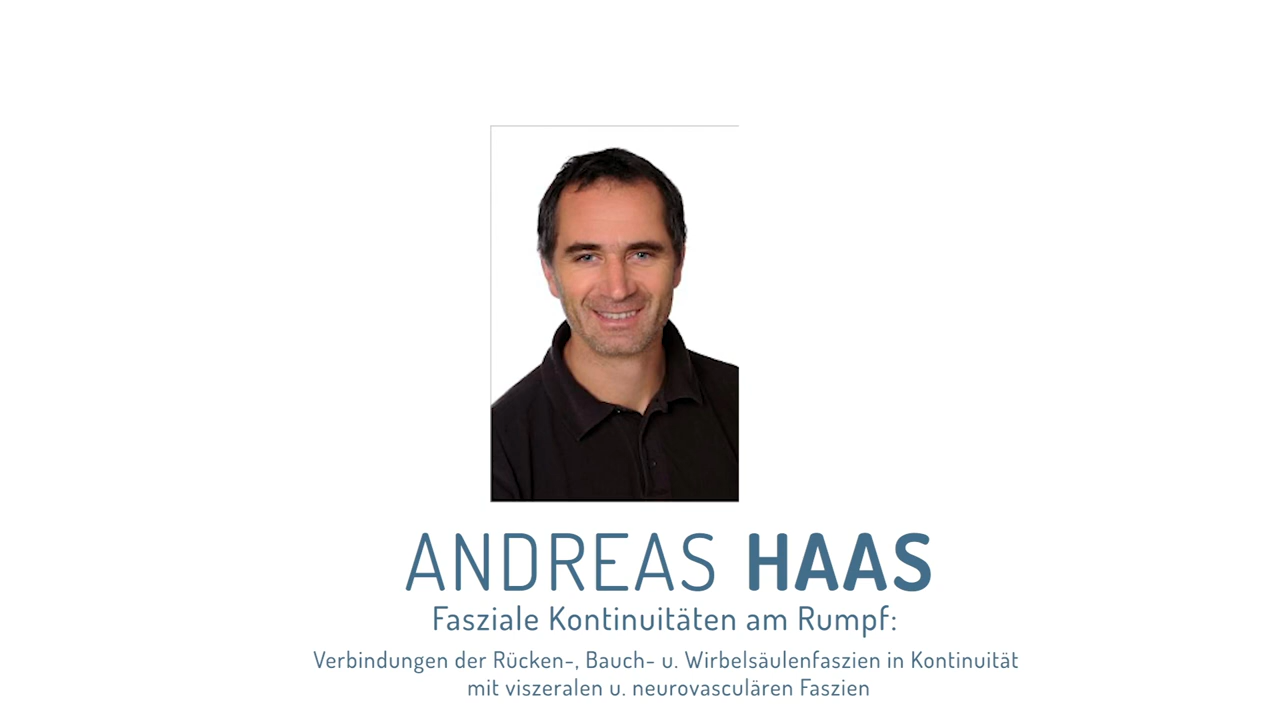 ANDREAS HAAS
Fasziale Kontinuitäten am Rumpf:
Verbindungen der Rücken-, Bauch- u. Wirbelsäulenfaszien in Kontinuität
mit viszeralen u. neurovasculären Faszien